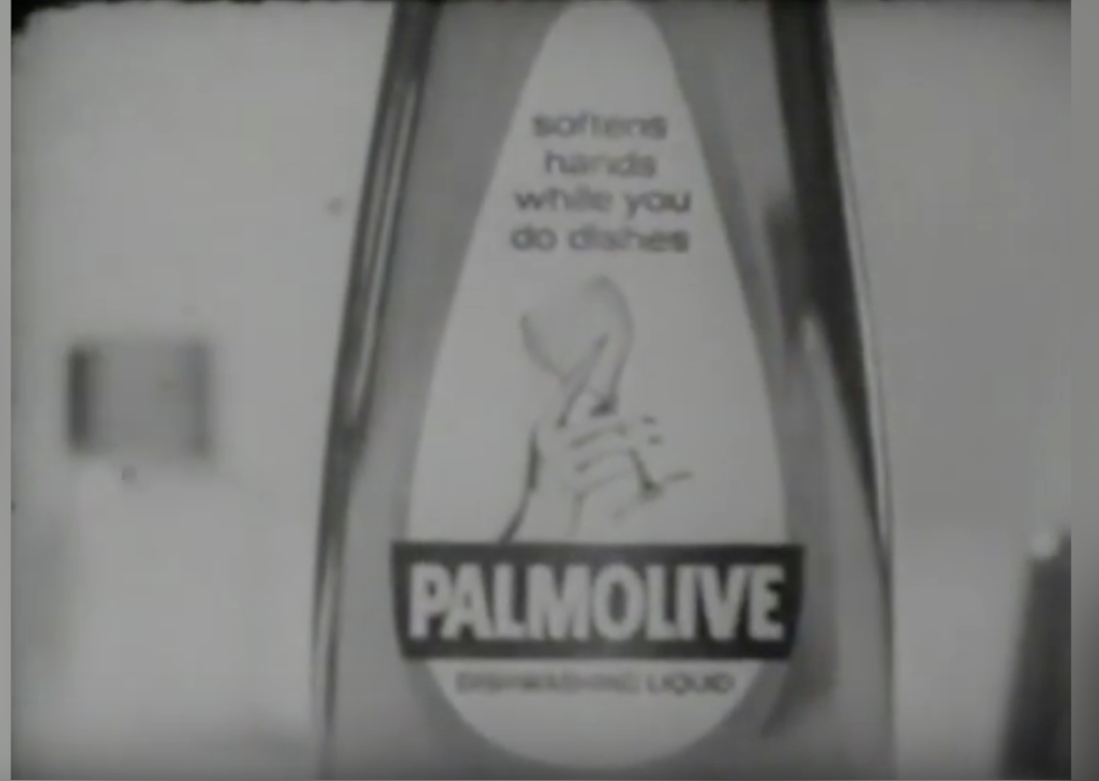 softens
hands
while you
do dishes
PALMOLIVE
DISHWASHING LIQUID